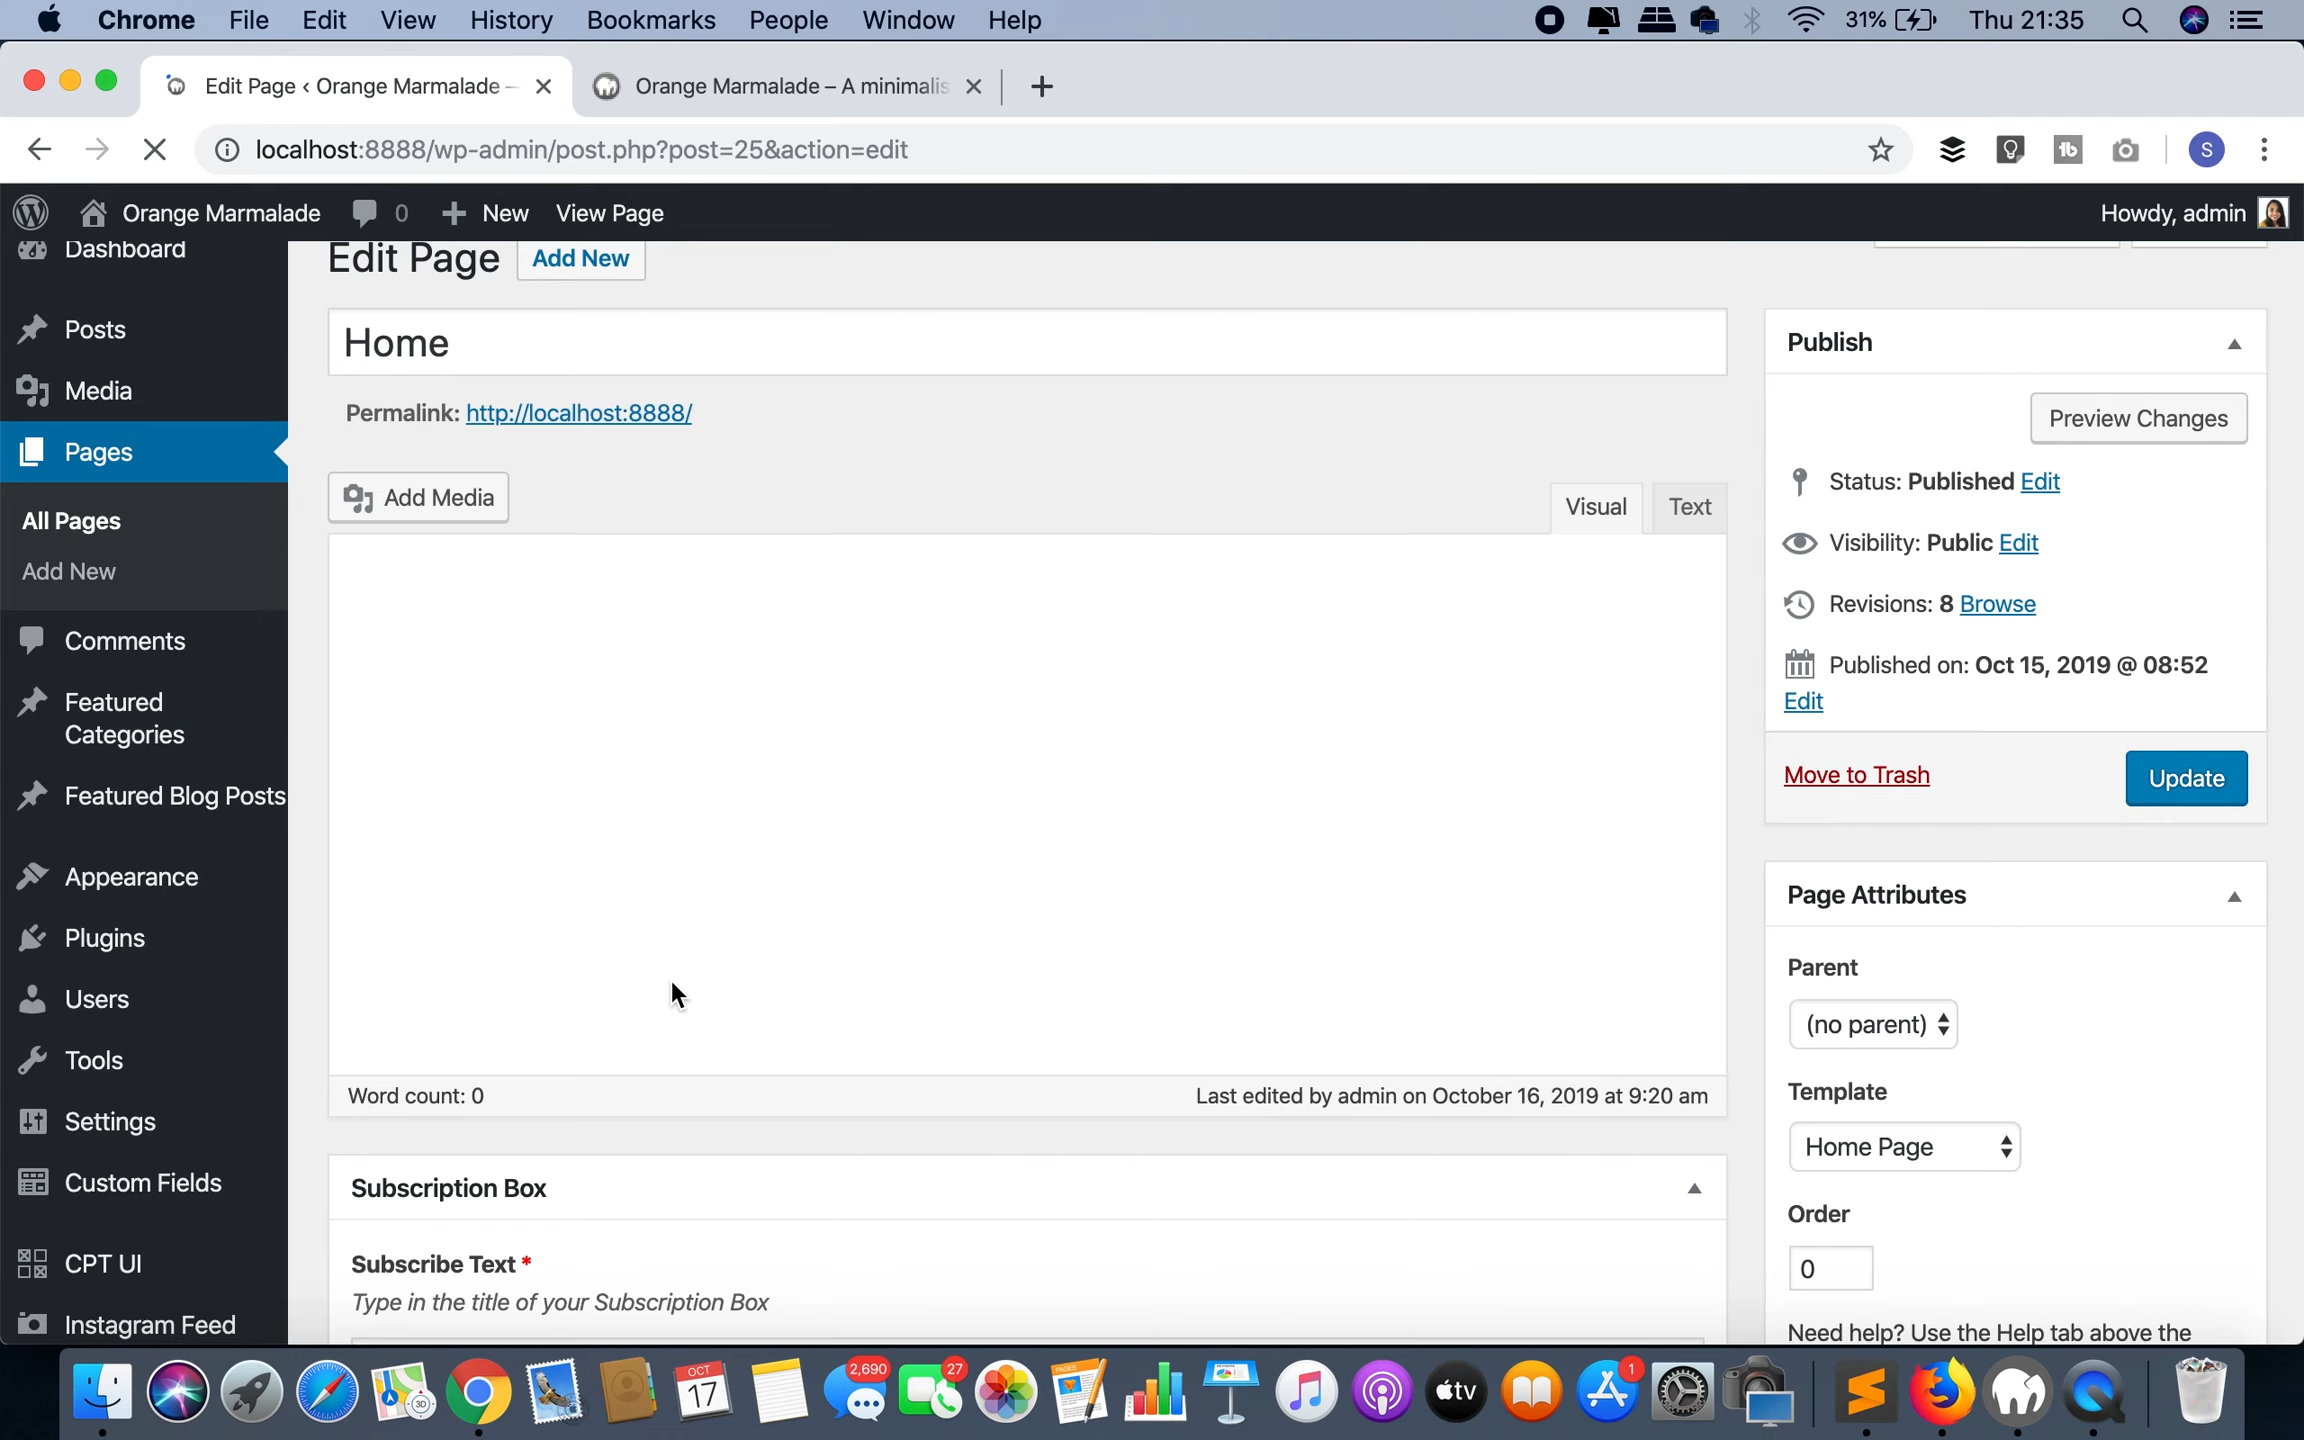 Chrome File Edit View History Bookmarks People Window Help 31% Thu 21:35
Edit Page ‹ Orange Marmalade – Orange Marmalade – A minimalis
localhost:8888/wp-admin/post.php?post=25&action=edit S
Orange Marmalade 0 New View Page Howdy, admin
Dashboard
Posts
Media
Pages
All Pages
Add New
Comments
Featured
Categories
Featured Blog Posts
Appearance
Plugins
Users
Tools
Settings
Custom Fields
CPT UI
Instagram Feed
Edit Page Add New
Home
Permalink: http://localhost:8888/
Add Media
Visual Text
Word count: 0 Last edited by admin on October 16, 2019 at 9:20 am
Subscription Box
Subscribe Text *
Type in the title of your Subscription Box
Publish
Preview Changes
Status: Published Edit
Visibility: Public Edit
Revisions: 8 Browse
Published on: Oct 15, 2019 @ 08:52
Edit
Move to Trash Update
Page Attributes
Parent
(no parent)
Template
Home Page
Order
0
Need help? Use the Help tab above the
3D
OCT
17
2,690
27
PAGES
tv
1